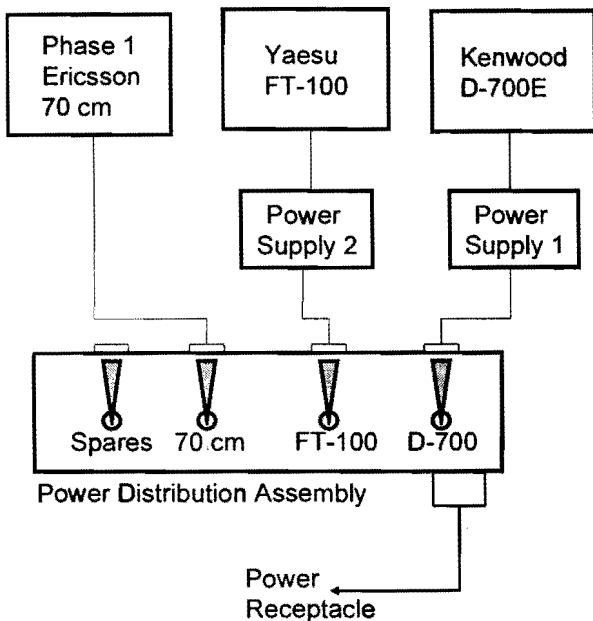 Phase 1
Ericsson
70 cm
Yaesu
FT-100
Kenwood
D-700E
Power
Supply 2
Power
Supply 1
Spares
70 cm
FT-100
D-700
Power Distribution Assembly
Power
Receptacle